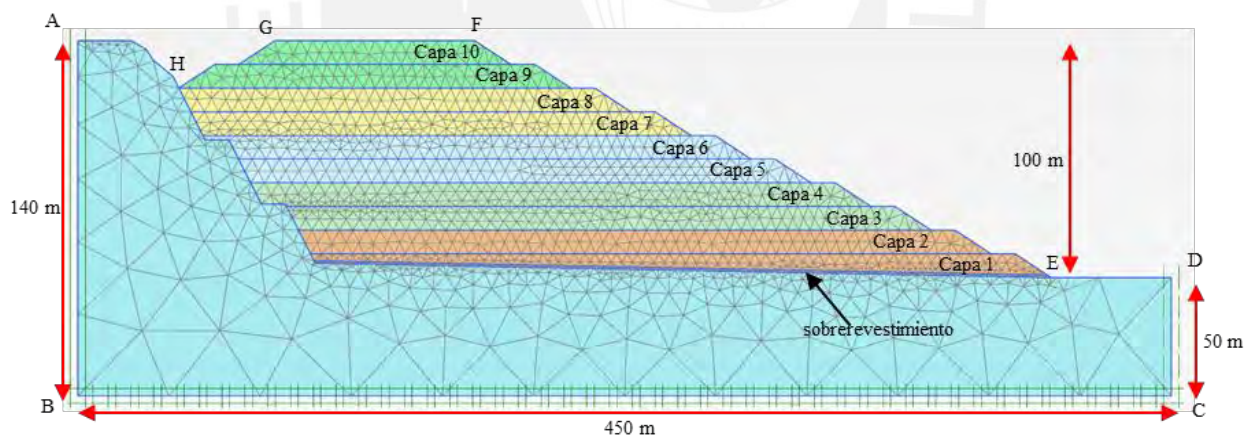 A
G
F
H
Capa 10
Capa 9
Capa 8
Capa 7
Capa 6
Capa 5
Capa 4
Capa 3
Capa 2
Capa 1
100 m
140 m
E
D
sobrerevestimiento
50 m
B
C
450 m